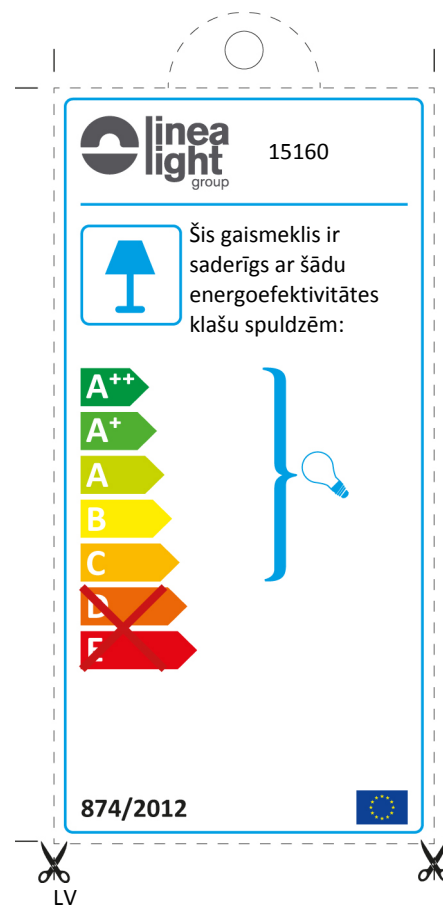 linea
light
group
15160
Šis gaismeklis ir
saderīgs ar šādu
energoefektivitātes
klašu spuldzēm:
A++
A+
A
B
C
D
E
874/2012
LV